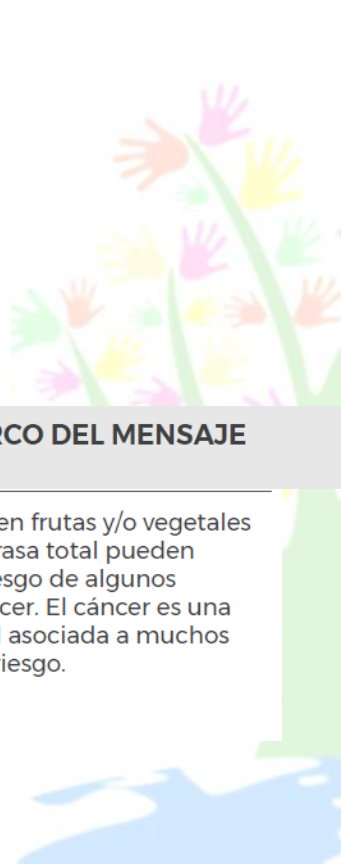 RCO DEL MENSAJE
en frutas y/o vegetales
rasa total pueden
esgo de algunos
cer. El cáncer es una
asociada a muchos
riesgo.